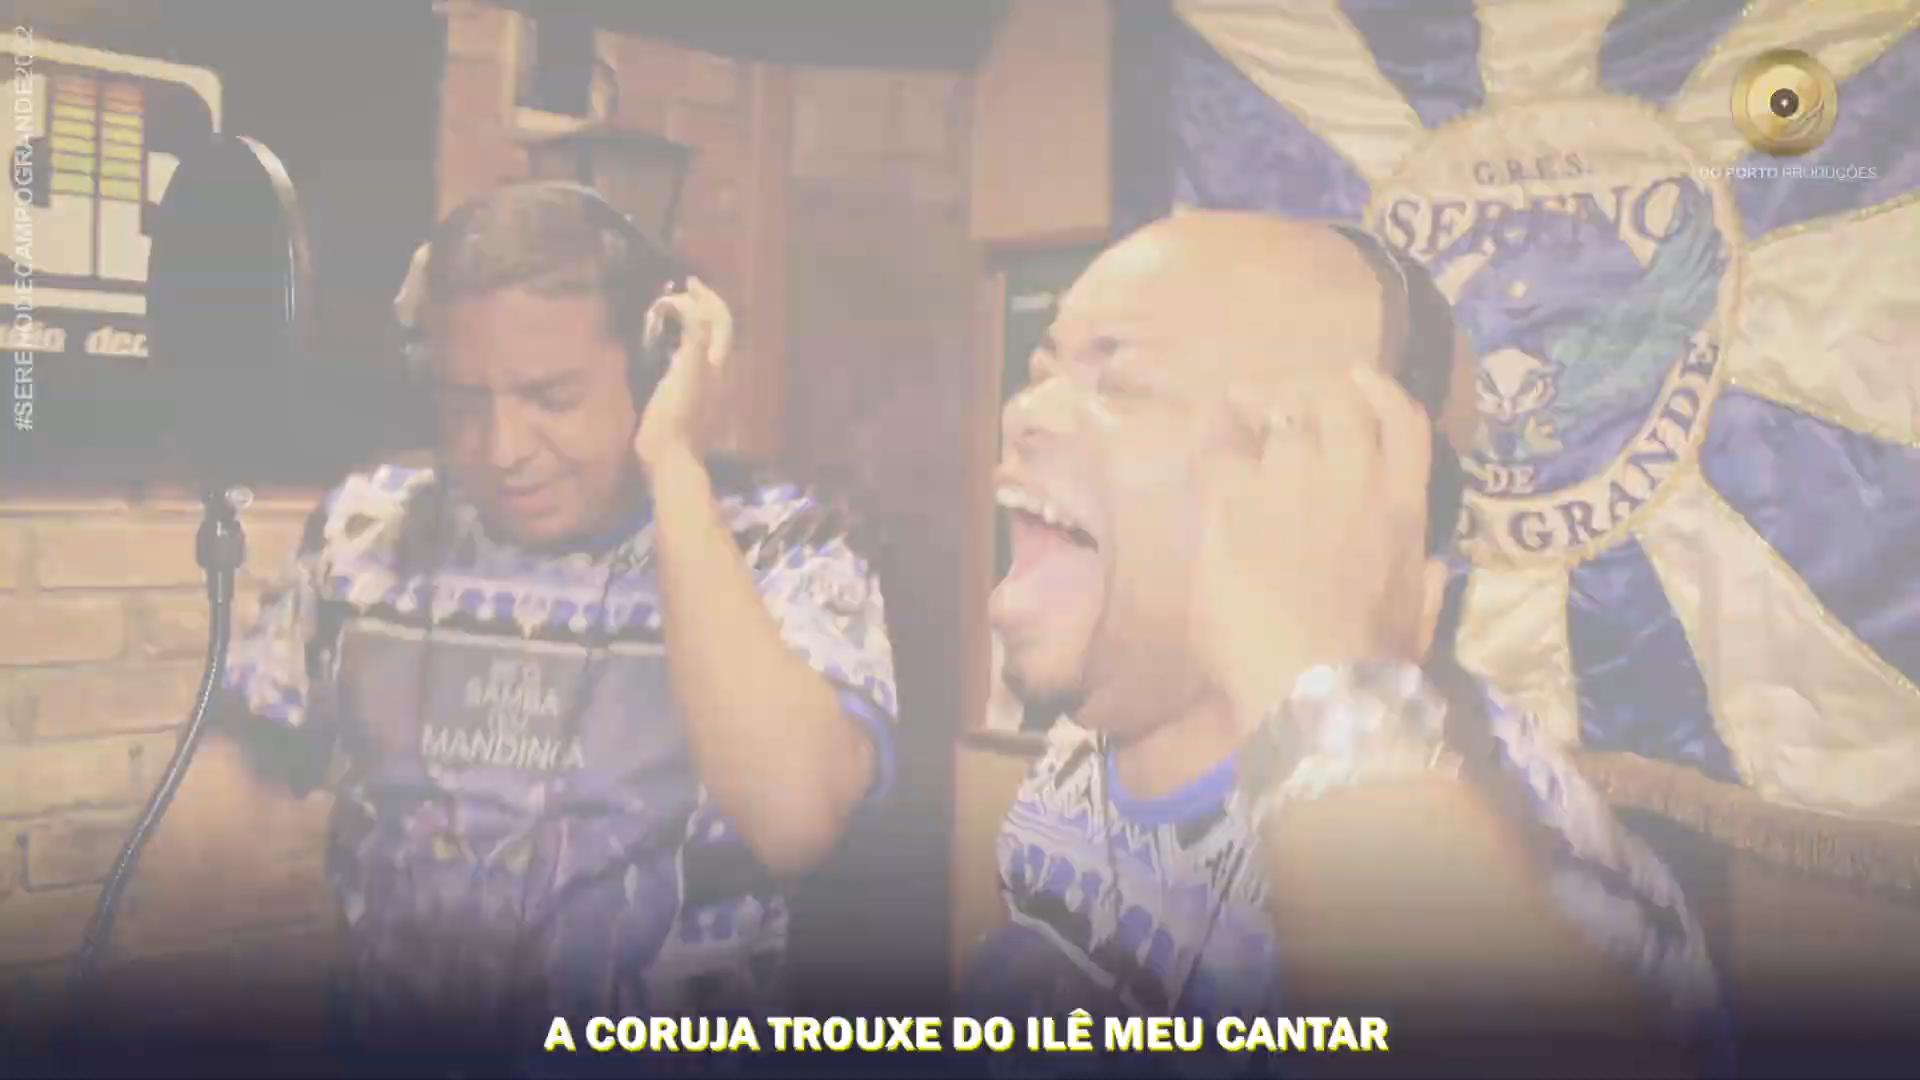 #SERENODECAMPOGRANDE2022
DO PORTO PRODUÇÕES
G.R.E.S.
SERENO
DE
GRANDE
SAMBA
MANDINGA
A CORUJA TROUXE DO ILÊ MEU CANTAR